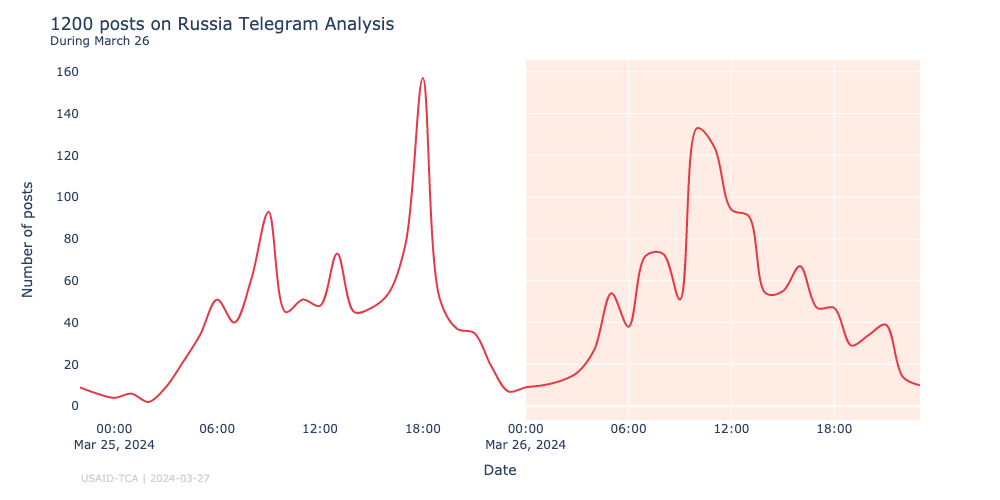 1200 posts on Russia Telegram Analysis
During March 26
160
140
120
100
80
60
40
20
0
Number of posts
00:00 06:00 12:00 18:00 00:00 06:00 12:00 18:00
Mar 25, 2024 Mar 26, 2024
Date
USAID-TCA | 2024-03-27